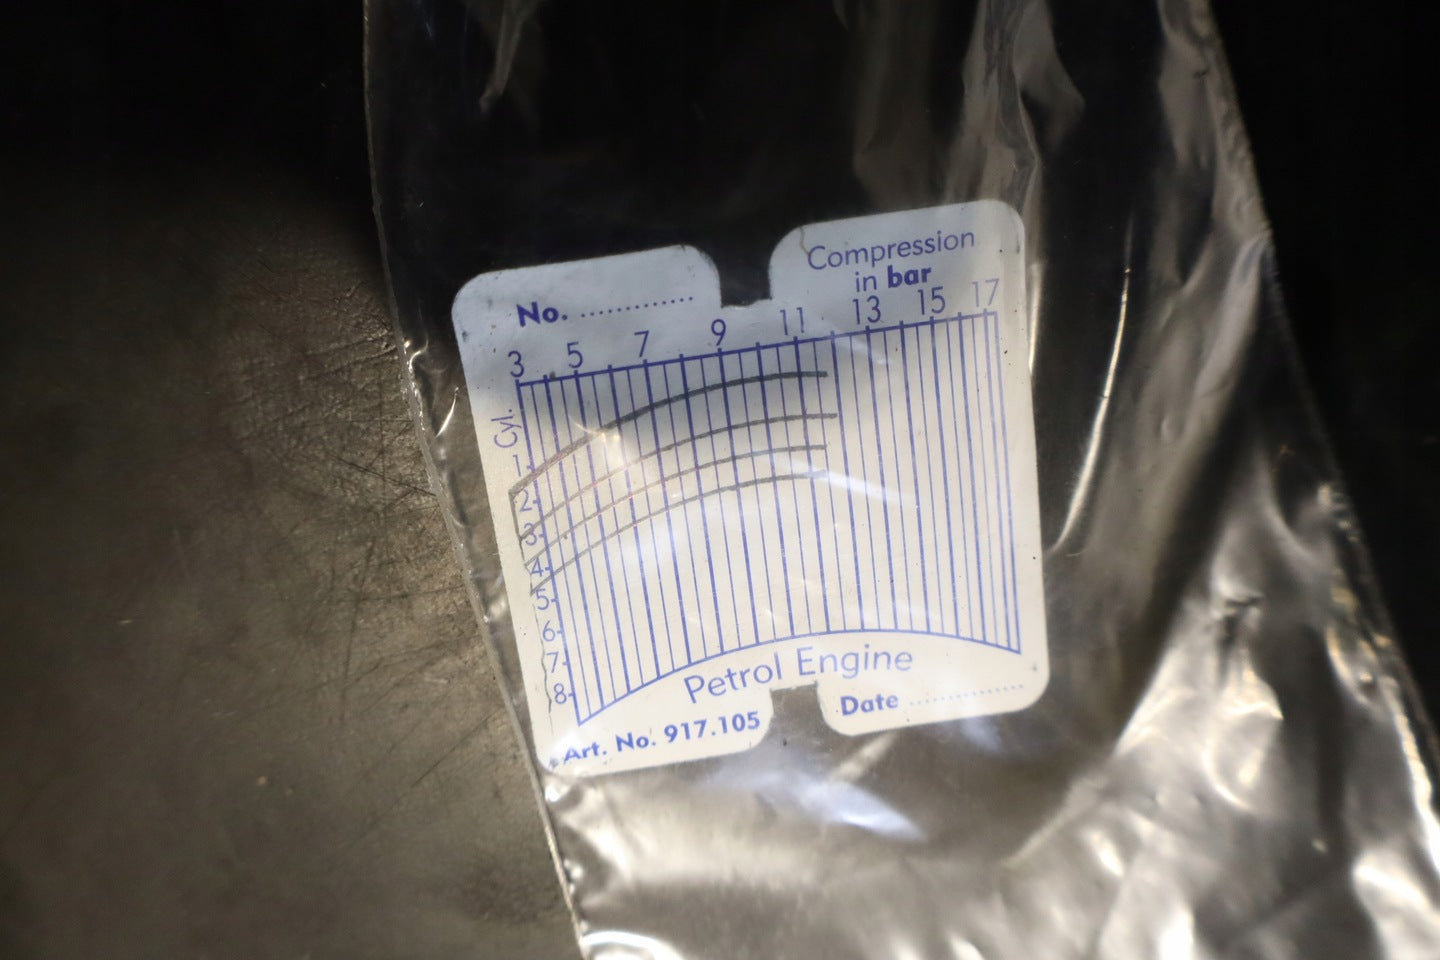 No. .............
Compression
in bar
3 5 7 9 11 13 15 17
Cyl.
1
2
3
4
5
6
7
8
Petrol Engine
Art. No. 917.105
Date ................